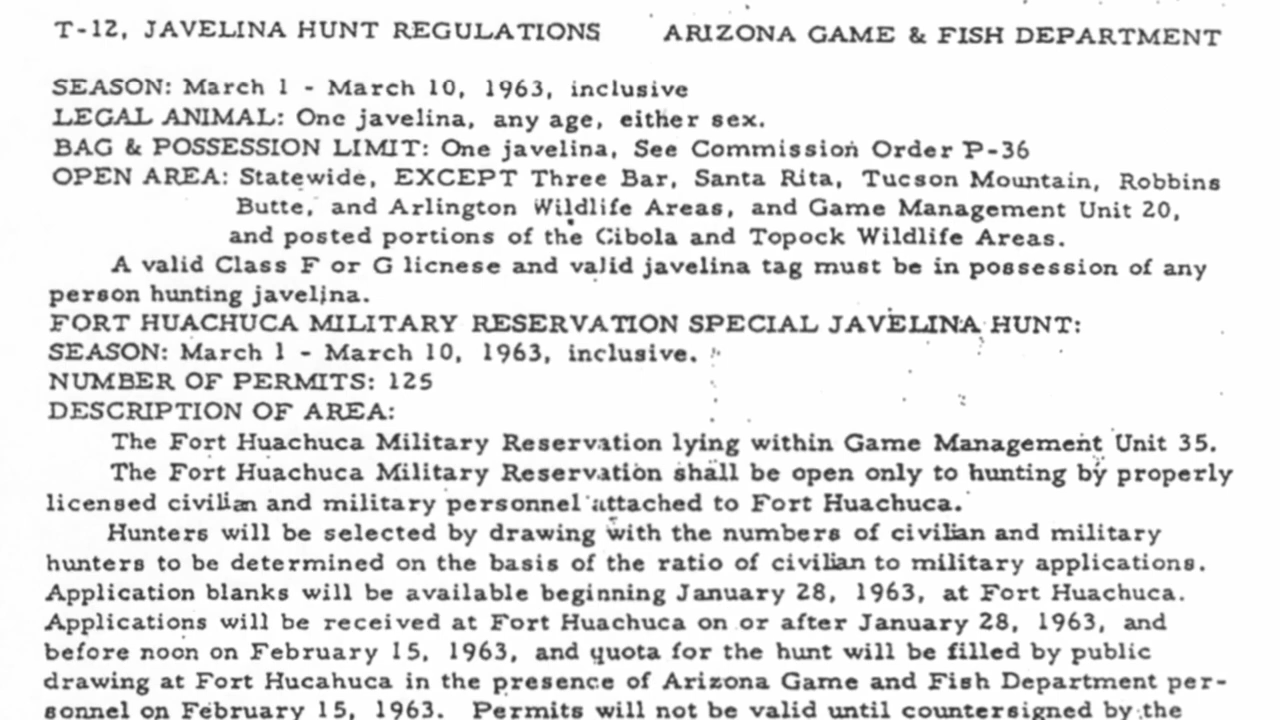 T-12, JAVELINA HUNT REGULATIONS ARIZONA GAME & FISH DEPARTMENT
SEASON: March 1 - March 10, 1963, inclusive
LEGAL ANIMAL: One javelina, any age, either sex.
BAG & POSSESSION LIMIT: One javelina, See Commission Order P-36
OPEN AREA: Statewide, EXCEPT Three Bar, Santa Rita, Tucson Mountain, Robbins
Butte, and Arlington Wildlife Areas, and Game Management Unit 20,
and posted portions of the Cibola and Topock Wildlife Areas.
A valid Class F or G licnese and valid javelina tag must be in possession of any
person hunting javelina.
FORT HUACHUCA MILITARY RESERVATION SPECIAL JAVELINA HUNT:
SEASON: March 1 - March 10, 1963, inclusive.
NUMBER OF PERMITS: 125
DESCRIPTION OF AREA:
The Fort Huachuca Military Reservation lying within Game Management Unit 35.
The Fort Huachuca Military Reservation shall be open only to hunting by properly
licensed civilian and military personnel attached to Fort Huachuca.
Hunters will be selected by drawing with the numbers of civilian and military
hunters to be determined on the basis of the ratio of civilian to military applications.
Application blanks will be available beginning January 28, 1963, at Fort Huachuca.
Applications will be received at Fort Huachuca on or after January 28, 1963, and
before noon on February 15, 1963, and quota for the hunt will be filled by public
drawing at Fort Hucahuca in the presence of Arizona Game and Fish Department per-
sonnel on February 15, 1963. Permits will not be valid until countersigned by the